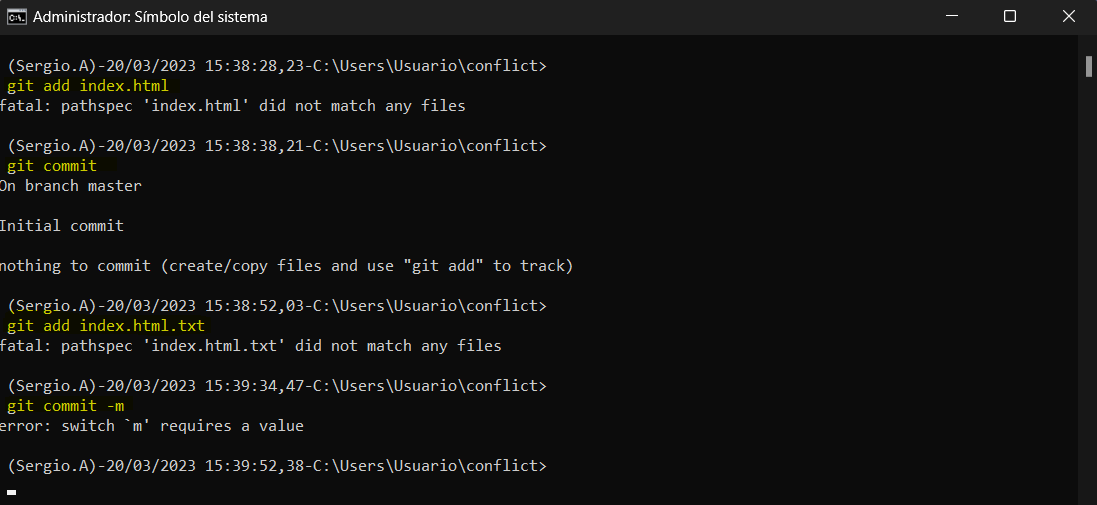 Administrador: Símbolo del sistema
(Sergio.A)-20/03/2023 15:38:28,23-C:\Users\Usuario\conflict>
git add index.html
fatal: pathspec 'index.html' did not match any files
(Sergio.A)-20/03/2023 15:38:38,21-C:\Users\Usuario\conflict>
git commit
On branch master
Initial commit
nothing to commit (create/copy files and use "git add" to track)
(Sergio.A)-20/03/2023 15:38:52,03-C:\Users\Usuario\conflict>
git add index.html.txt
fatal: pathspec 'index.html.txt' did not match any files
(Sergio.A)-20/03/2023 15:39:34,47-C:\Users\Usuario\conflict>
git commit -m
error: switch `m' requires a value
(Sergio.A)-20/03/2023 15:39:52,38-C:\Users\Usuario\conflict>